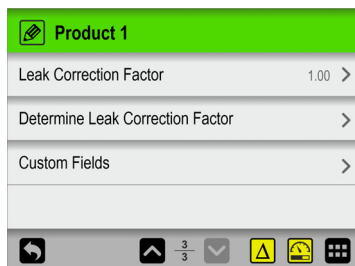 Product 1
Leak Correction Factor 1.00
Determine Leak Correction Factor
Custom Fields
3
3
Δ